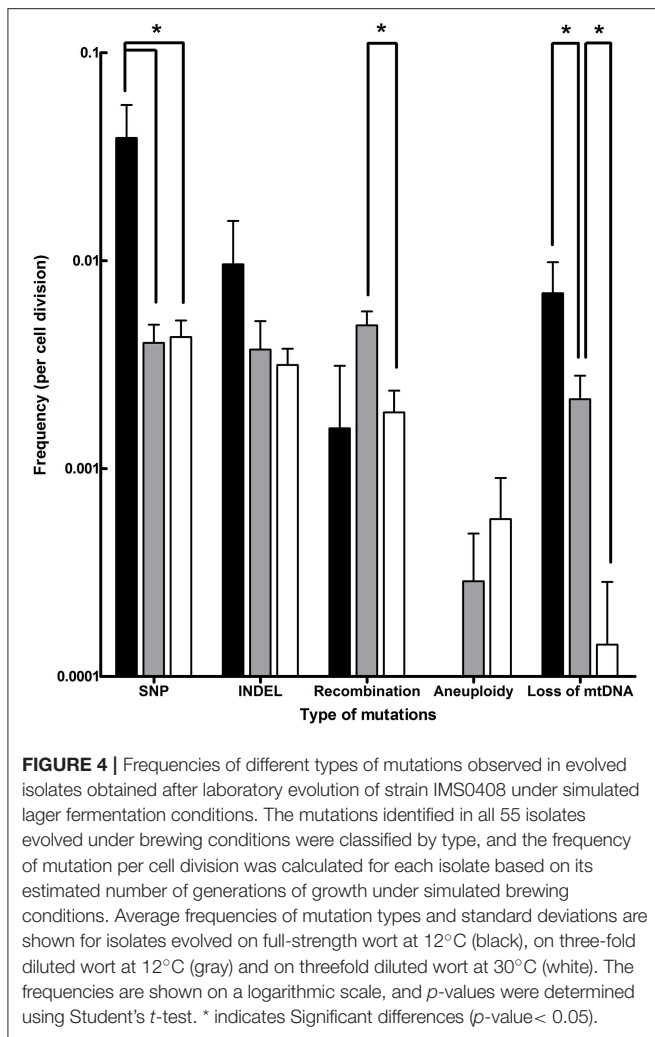 * * * *
0.1
0.01
0.001
0.0001
Frequency (per cell division)
SNP INDEL Recombination Aneuploidy Loss of mtDNA
Type of mutations
FIGURE 4 | Frequencies of different types of mutations observed in evolved
isolates obtained after laboratory evolution of strain IMS0408 under simulated
lager fermentation conditions. The mutations identified in all 55 isolates
evolved under brewing conditions were classified by type, and the frequency
of mutation per cell division was calculated for each isolate based on its
estimated number of generations of growth under simulated brewing
conditions. Average frequencies of mutation types and standard deviations are
shown for isolates evolved on full-strength wort at 12°C (black), on three-fold
diluted wort at 12°C (gray) and on threefold diluted wort at 30°C (white). The
frequencies are shown on a logarithmic scale, and p-values were determined
using Student's t-test. * indicates Significant differences (p-value< 0.05).